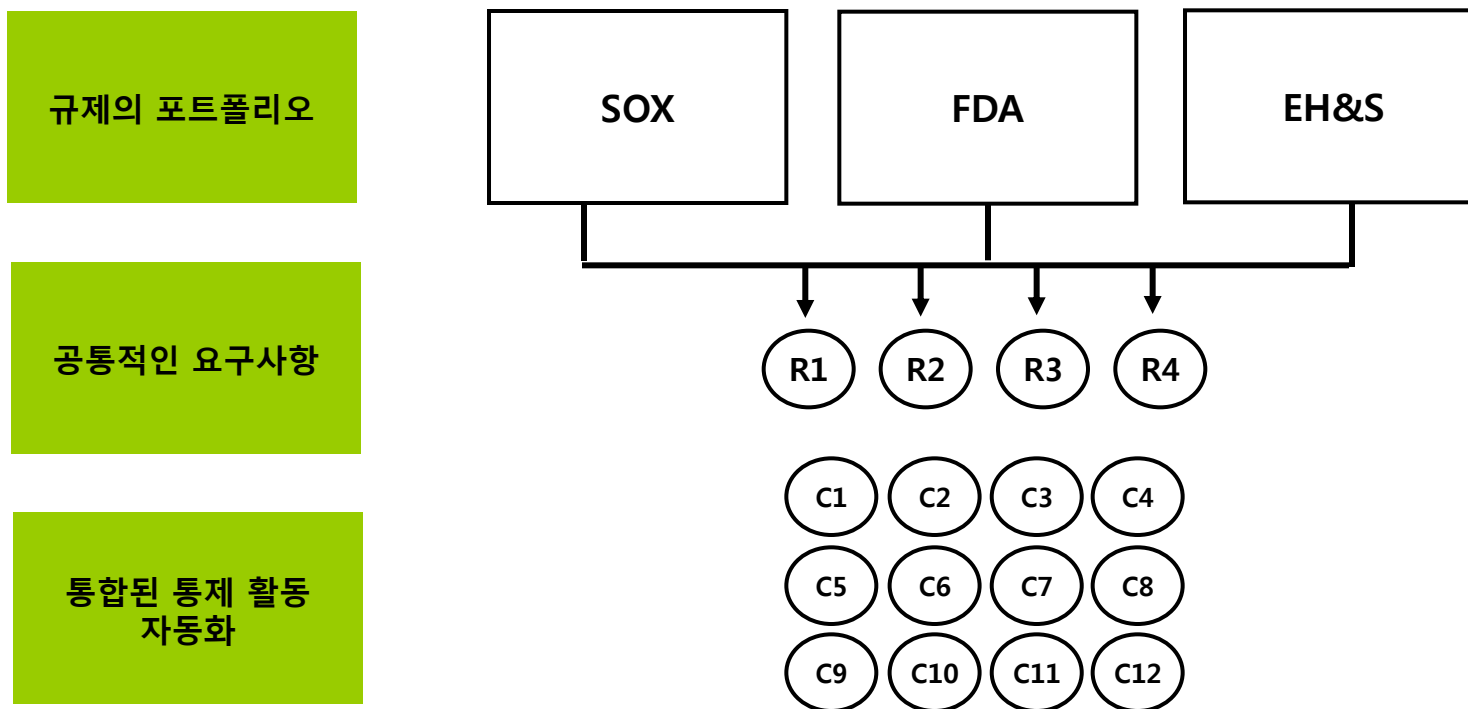 규제의 포트폴리오
SOX
FDA
EH&S
공통적인 요구사항
R1
R2
R3
R4
통합된 통제 활동
자동화
C1
C2
C3
C4
C5
C6
C7
C8
C9
C10
C11
C12